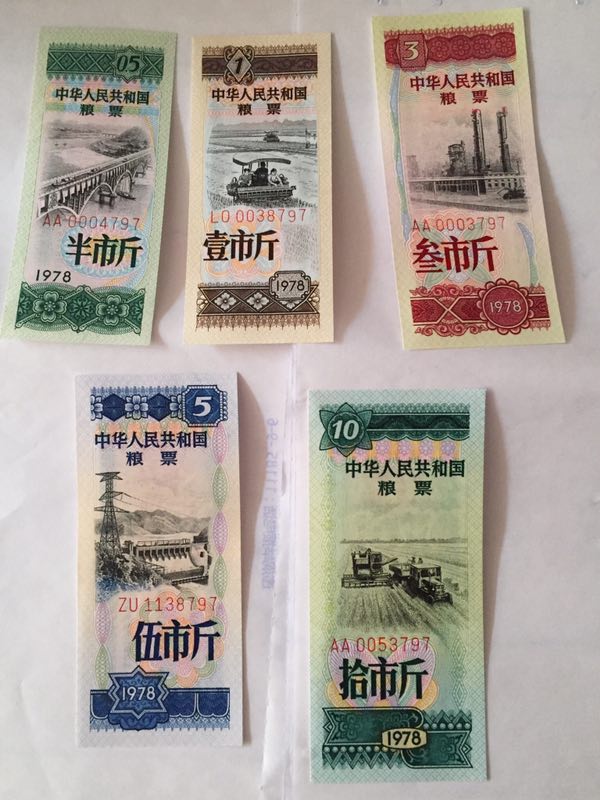 05
中华人民共和国
粮票
AA 0004797
半市斤
1978
1
中华人民共和国
粮票
LO 0038797
壹市斤
1978
3
中华人民共和国
粮票
AA 0003797
叁市斤
1978
5
中华人民共和国
粮票
ZU 1138797
伍市斤
1978
10
中华人民共和国
粮票
AA 0053797
拾市斤
1978